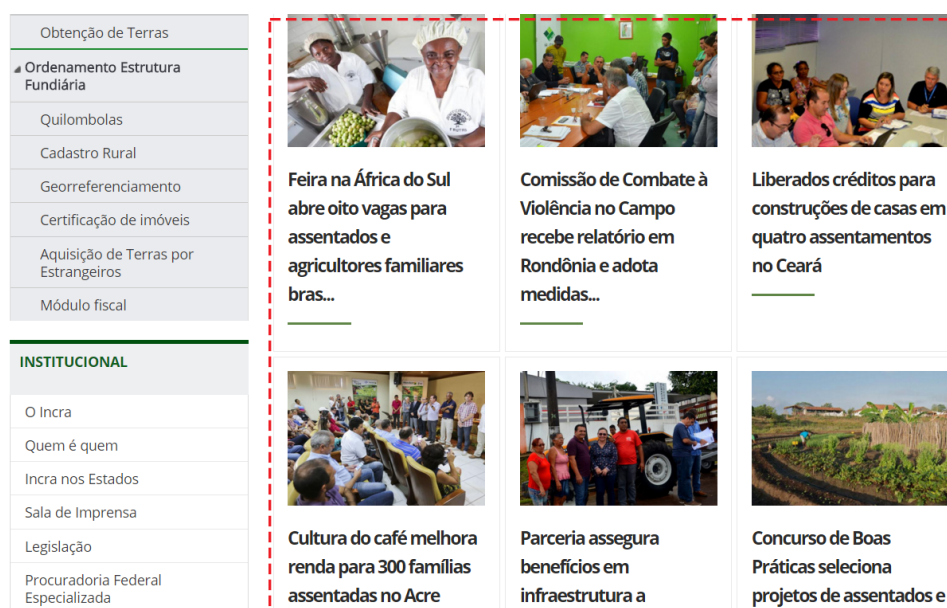 Obtenção de Terras
Ordenamento Estrutura
Fundiária
Quilombolas
Cadastro Rural
Georreferenciamento
Certificação de imóveis
Aquisição de Terras por
Estrangeiros
Módulo fiscal
INSTITUCIONAL
O Incra
Quem é quem
Incra nos Estados
Sala de Imprensa
Legislação
Procuradoria Federal
Especializada
Feira na África do Sul
abre oito vagas para
assentados e
agricultores familiares
bras...
Comissão de Combate à
Violência no Campo
recebe relatório em
Rondônia e adota
medidas...
Liberados créditos para
construções de casas em
quatro assentamentos
no Ceará
Cultura do café melhora
renda para 300 famílias
assentadas no Acre
Parceria assegura
benefícios em
infraestrutura a
Concurso de Boas
Práticas seleciona
projetos de assentados e